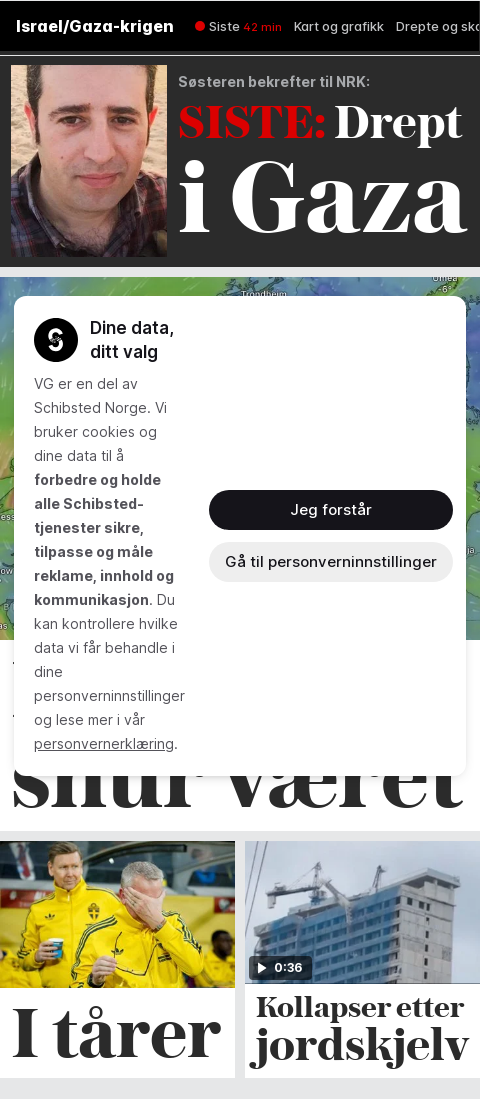 Israel/Gaza-krigen
Siste 42 min Kart og grafikk Drepte og
Søsteren bekrefter til NRK:
SISTE: Drept
i Gaza
Umeå
-6°
Trondheim
Dine data,
ditt valg
VG er en del av
Schibsted Norge. Vi
bruker cookies og
dine data til å
forbedre og holde
alle Schibsted-
tjenester sikre,
tilpasse og måle
reklame, innhold og
kommunikasjon. Du
kan kontrollere hvilke
data vi får behandle i
dine
personverninnstillinger
og lese mer i vår
personvernerklæring.
Jeg forstår
Gå til personverninnstillinger
snur været
0:36
I tårer
Kollapser etter
jordskjelv